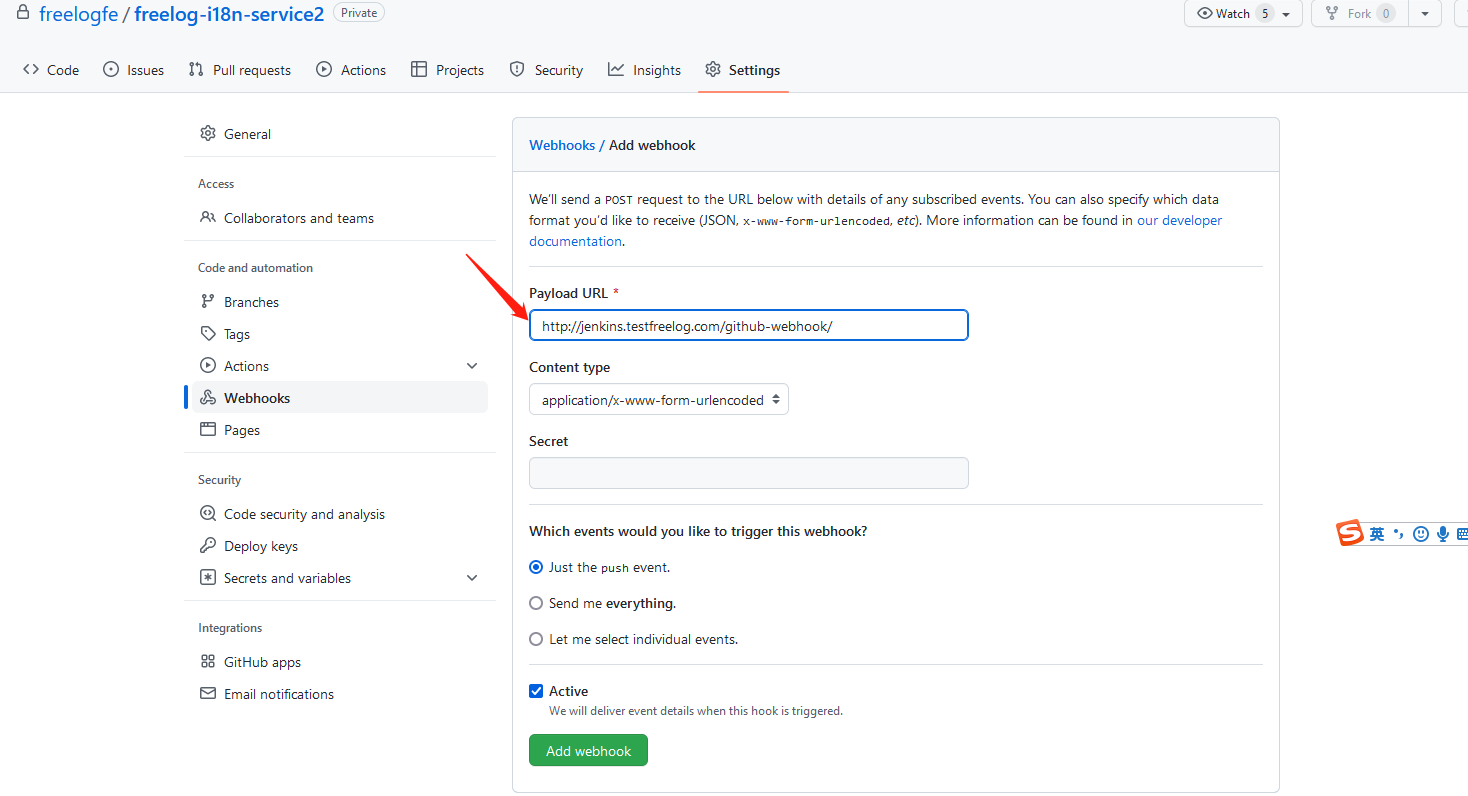 freelogfe / freelog-i18n-service2 Private Watch 5 Fork 0
Code Issues Pull requests Actions Projects Security Insights Settings
General
Access
Collaborators and teams
Code and automation
Branches
Tags
Actions
Webhooks
Pages
Security
Code security and analysis
Deploy keys
Secrets and variables
Integrations
GitHub apps
Email notifications
Webhooks / Add webhook
We'll send a POST request to the URL below with details of any subscribed events. You can also specify which data
format you'd like to receive (JSON, x-www-form-urlencoded, etc). More information can be found in our developer
documentation.
Payload URL *
http://jenkins.testfreelog.com/github-webhook/
Content type
application/x-www-form-urlencoded
Secret
Which events would you like to trigger this webhook?
Just the push event.
Send me everything.
Let me select individual events.
Active
We will deliver event details when this hook is triggered.
Add webhook
S 英